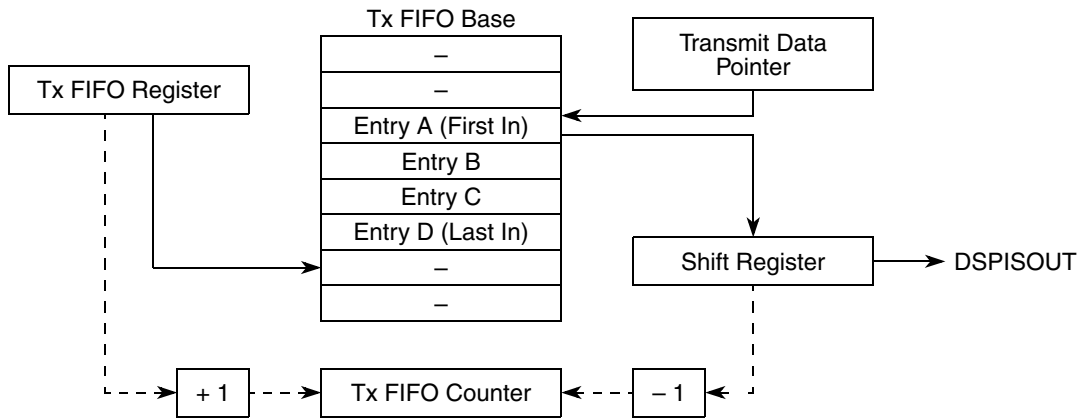 Tx FIFO Base
Tx FIFO Register
–
–
Entry A (First In)
Entry B
Entry C
Entry D (Last In)
–
–
Transmit Data
Pointer
Shift Register
DSPISOUT
+ 1
Tx FIFO Counter
– 1